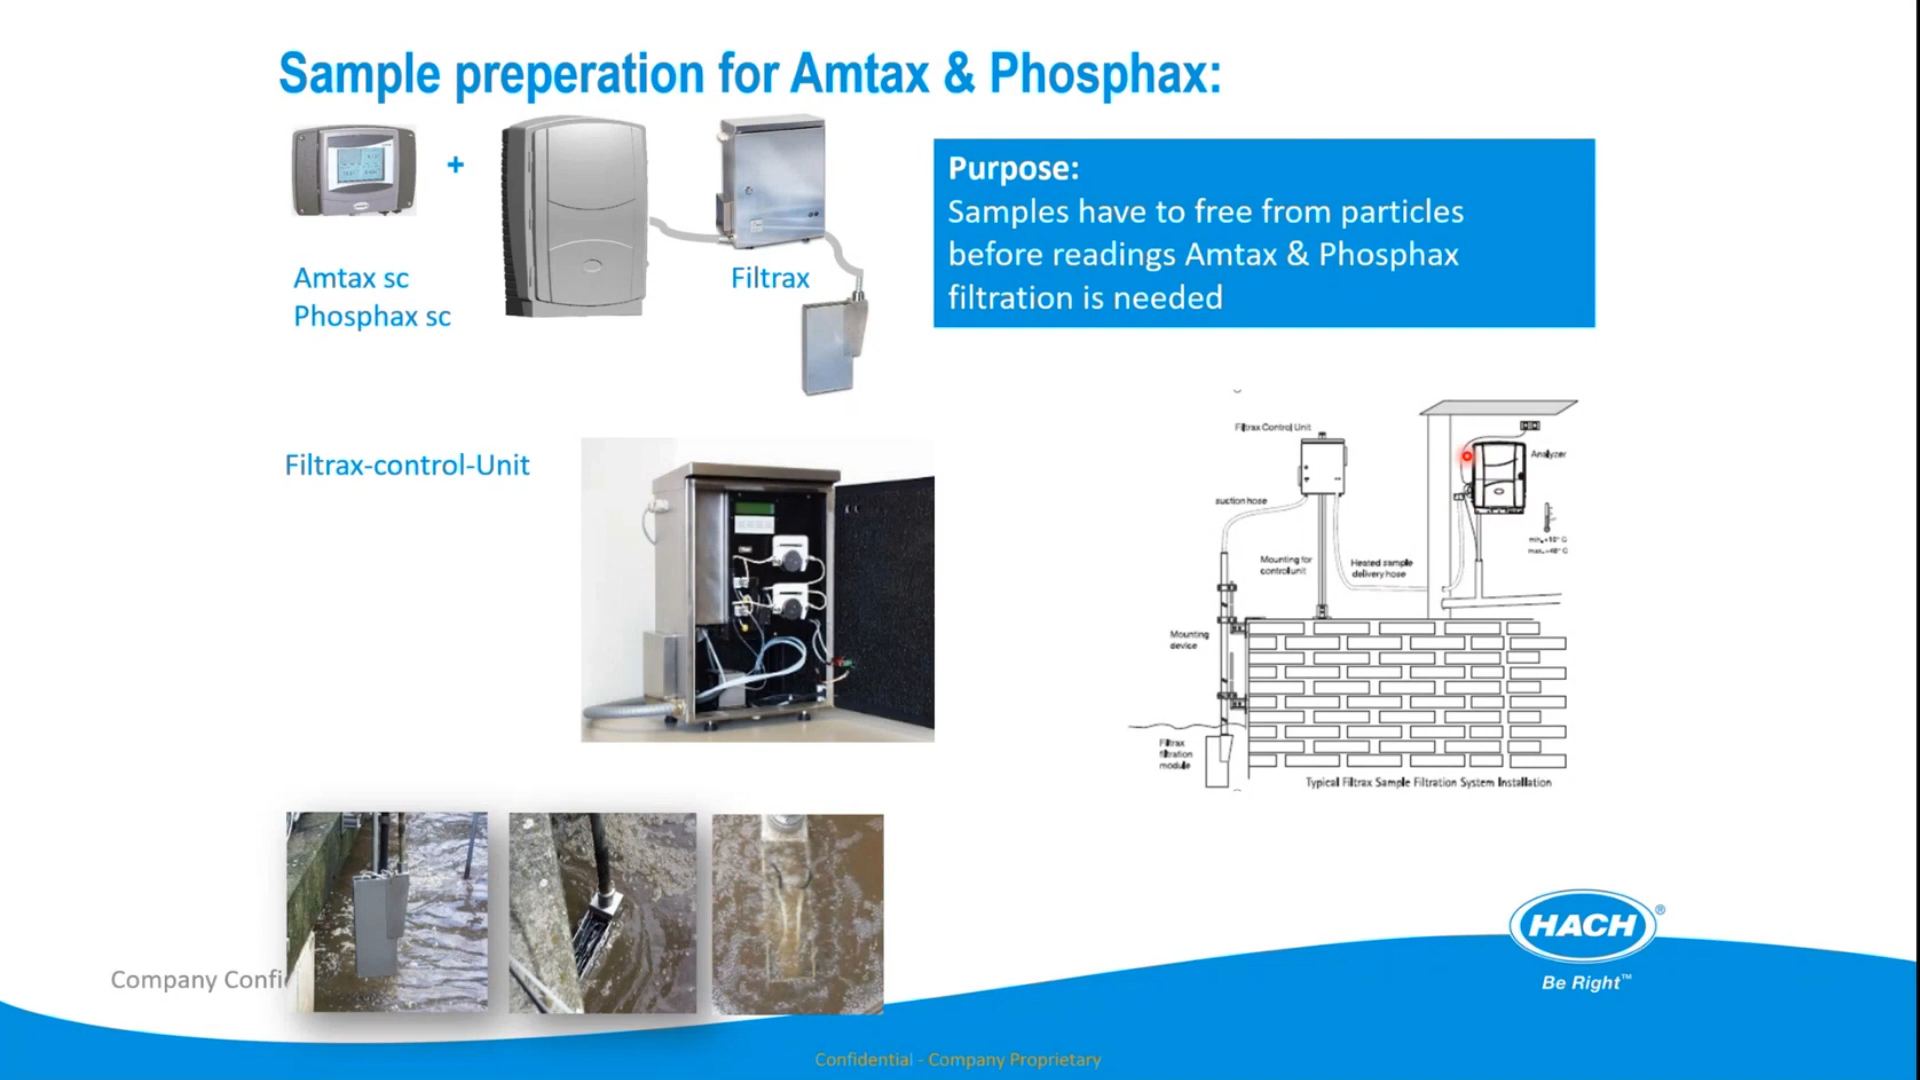 Sample preperation for Amtax & Phosphax:
+
Amtax sc
Phosphax sc
Filtrax
Purpose:
Samples have to free from particles
before readings Amtax & Phosphax
filtration is needed
Filtrax-control-Unit
Filtrax Control Unit
Analyzer
suction hose
Mounting for
control unit
Heated sample
delivery hose
Mounting
device
Filtrax
filtration
module
Typical Filtrax Sample Filtration System Installation
HACH®
Be Right™
Company Confi
Confidential - Company Proprietary